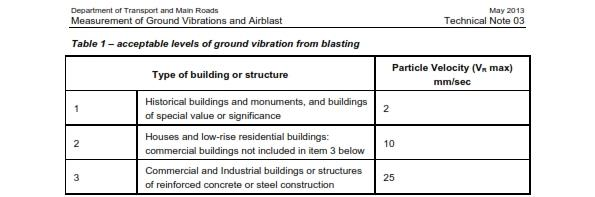 Department of Transport and Main Roads May 2013
Measurement of Ground Vibrations and Airblast Technical Note 03
Table 1 – acceptable levels of ground vibration from blasting
Type of building or structure
Particle Velocity (VR max)
mm/sec
1
Historical buildings and monuments, and buildings
of special value or significance
2
2
Houses and low-rise residential buildings:
commercial buildings not included in item 3 below
10
3
Commercial and Industrial buildings or structures
of reinforced concrete or steel construction
25